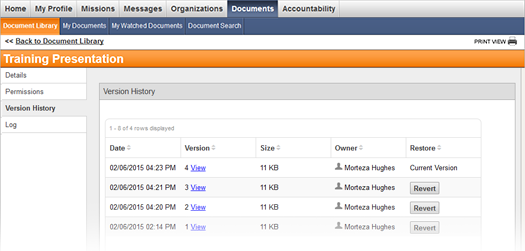 Home My Profile Missions Messages Organizations Documents Accountability
Document Library My Documents My Watched Documents Document Search
<< Back to Document Library PRINT VIEW
Training Presentation
Details
Permissions
Version History
Log
Version History
1 - 8 of 4 rows displayed
Date Version Size Owner Restore
02/06/2015 04:23 PM 4 View 11 KB Morteza Hughes Current Version
02/06/2015 04:21 PM 3 View 11 KB Morteza Hughes Revert
02/06/2015 04:20 PM 2 View 11 KB Morteza Hughes Revert
02/06/2015 02:14 PM 1 View 11 KB Morteza Hughes Revert